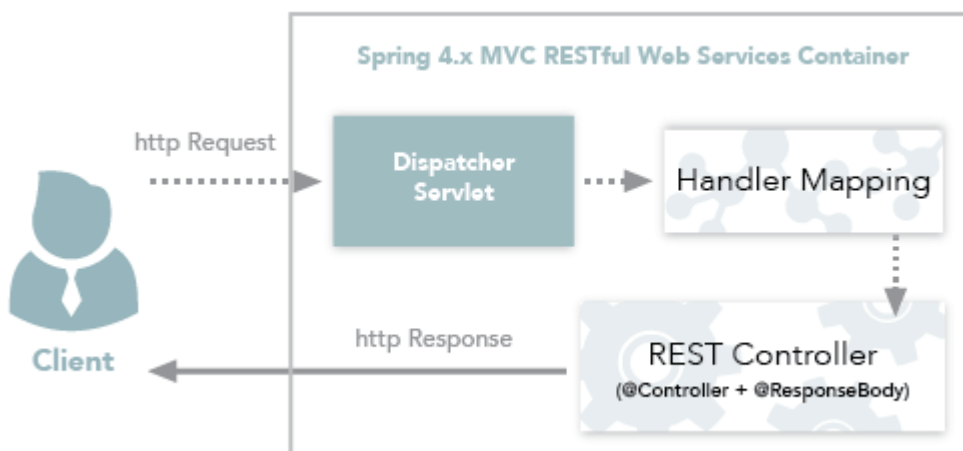 Spring 4.x MVC RESTful Web Services Container
http Request
Dispatcher
Servlet
Handler Mapping
Client
http Response
REST Controller
(@Controller + @ResponseBody)